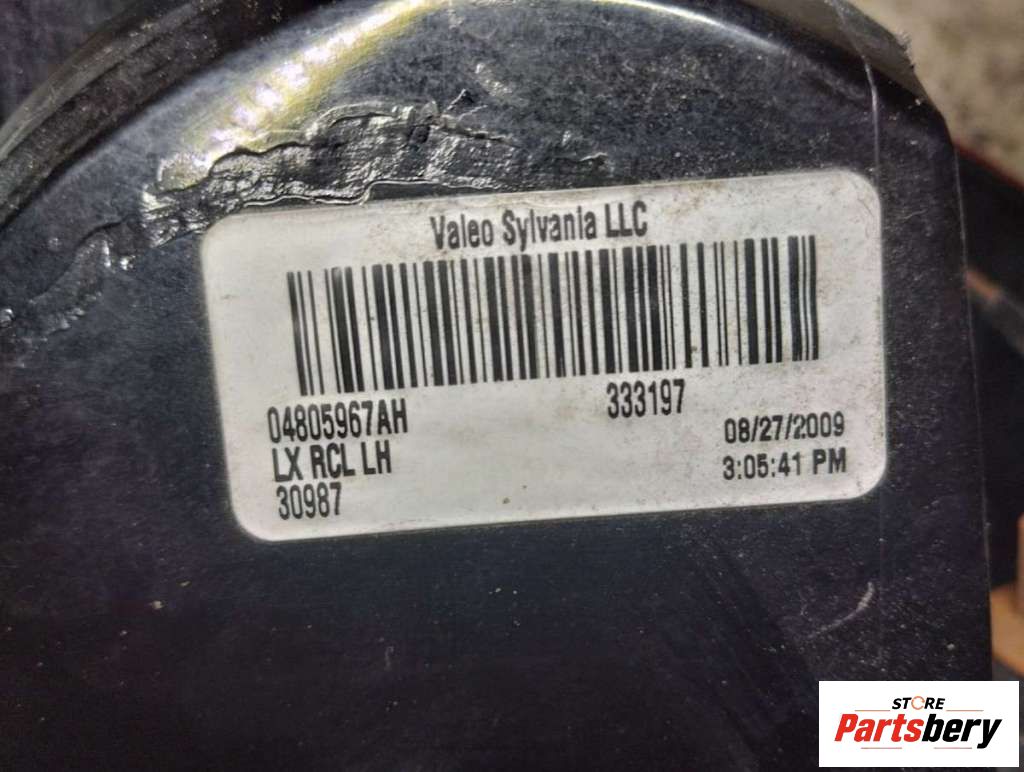 Valeo Sylvania LLC
04805967AH 333197
LX RCL LH 08/27/2009
30987 3:05:41 PM
STORE
Partsbery